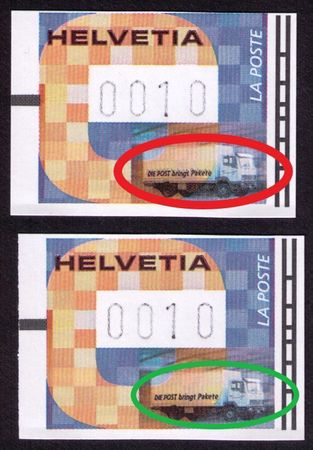 HELVETIA
0010
LA POSTE
DIE POST bringt Pakete
HELVETIA
0010
LA POSTE
DIE POST bringt Pakete